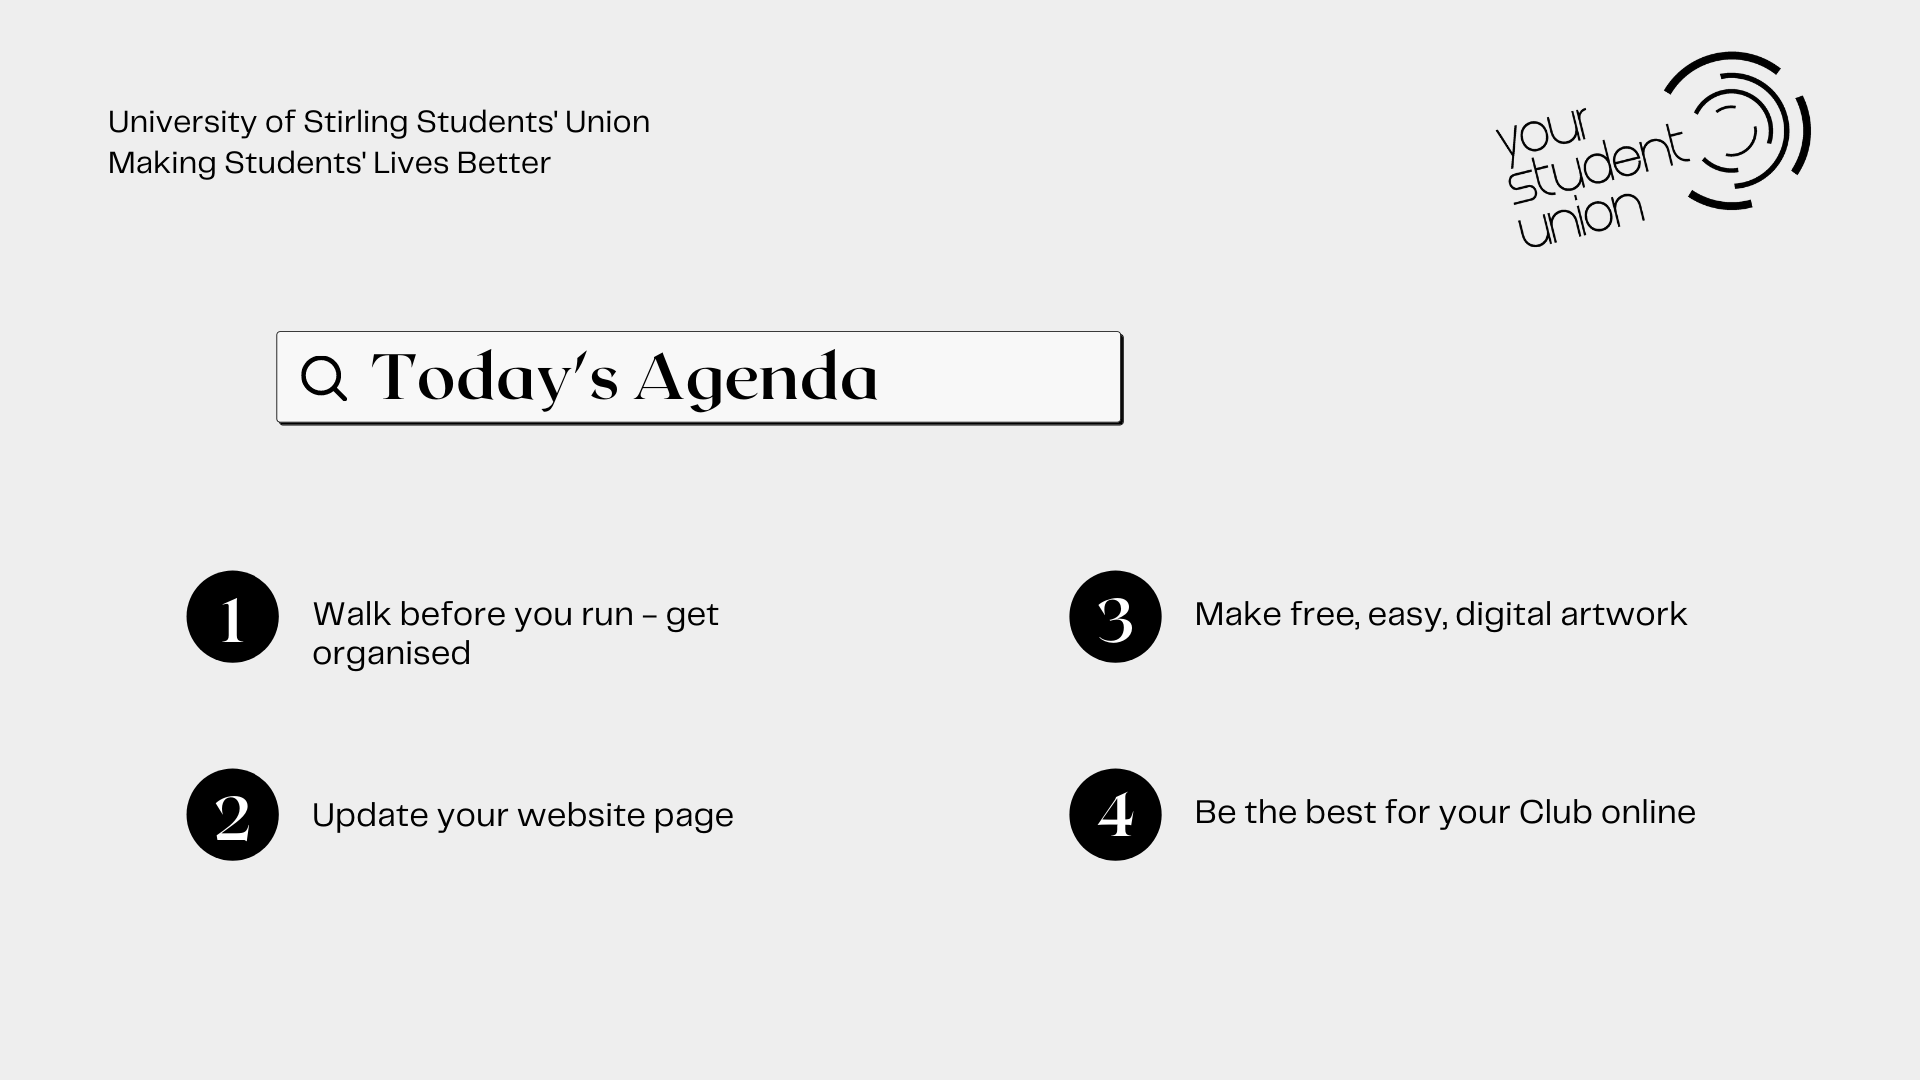 University of Stirling Students' Union
Making Students' Lives Better
your
student
union
Today's Agenda
1
Walk before you run - get
organised
2
Update your website page
3
Make free, easy, digital artwork
4
Be the best for your Club online